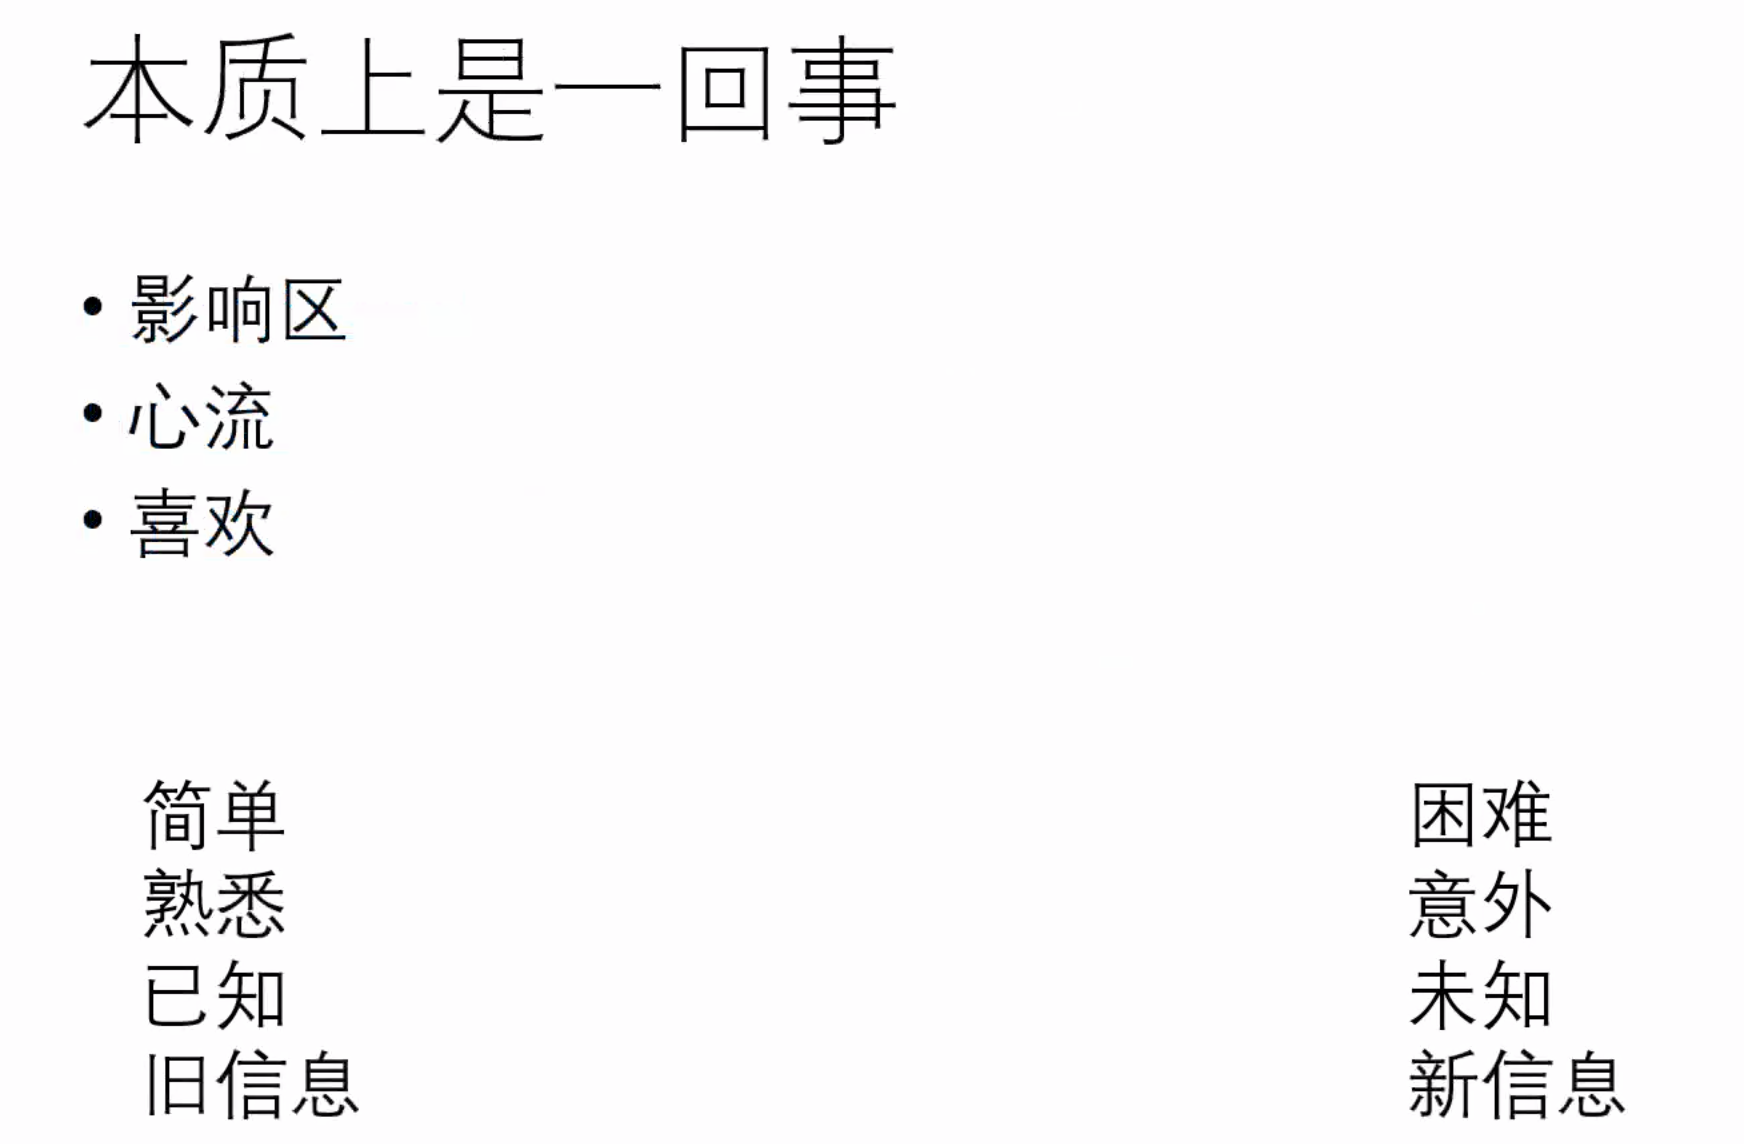 本质上是一回事
• 影响区
• 心流
• 喜欢
简单
熟悉
已知
旧信息
困难
意外
未知
新信息